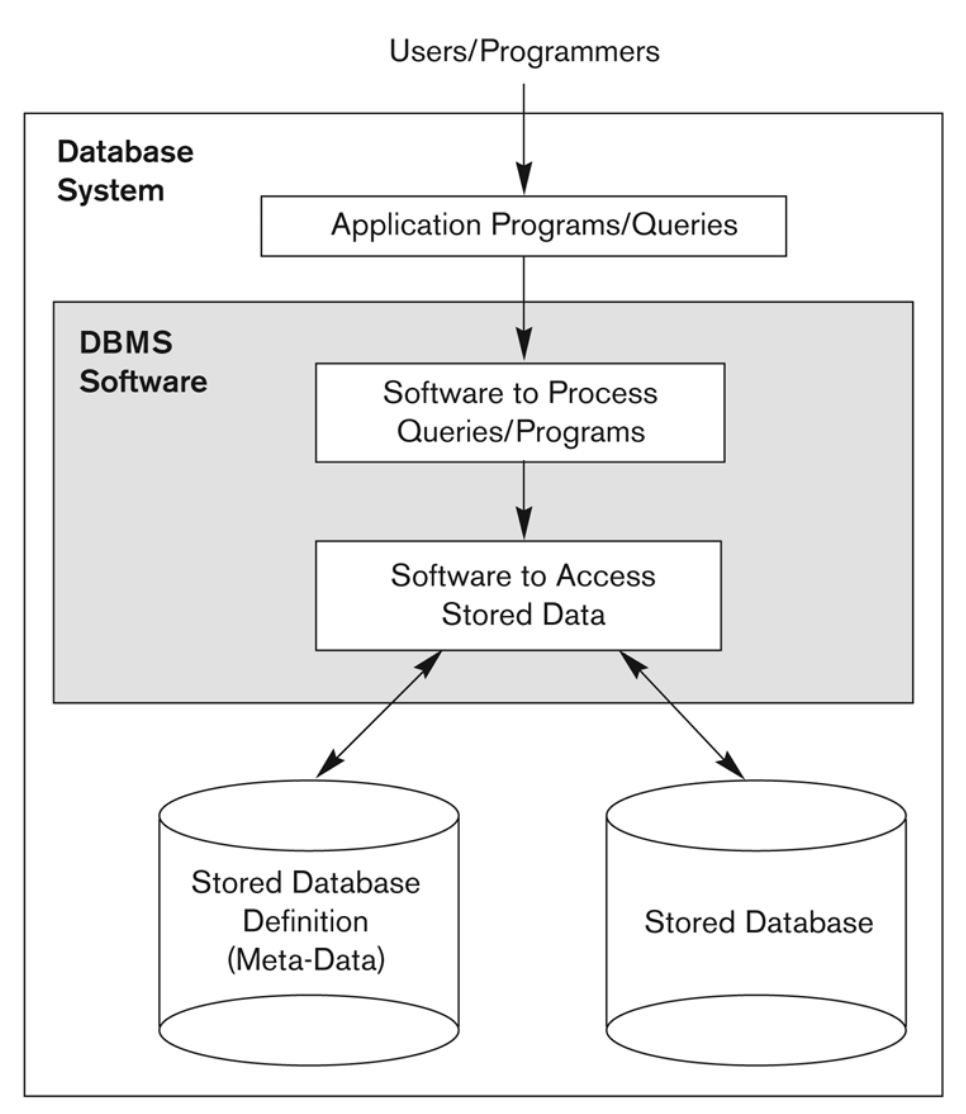 Users/Programmers
Database
System
Application Programs/Queries
DBMS
Software
Software to Process
Queries/Programs
Software to Access
Stored Data
Stored Database
Definition
(Meta-Data)
Stored Database